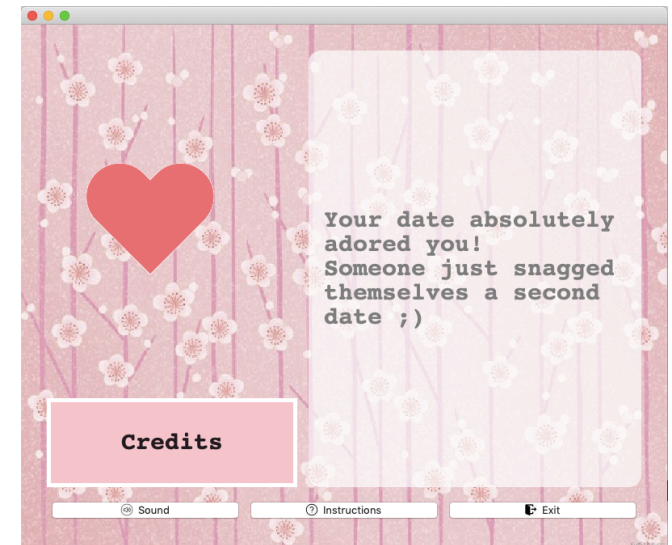 Your date absolutely
adored you!
Someone just snagged
themselves a second
date ;)
Credits
Sound
Instructions
Exit